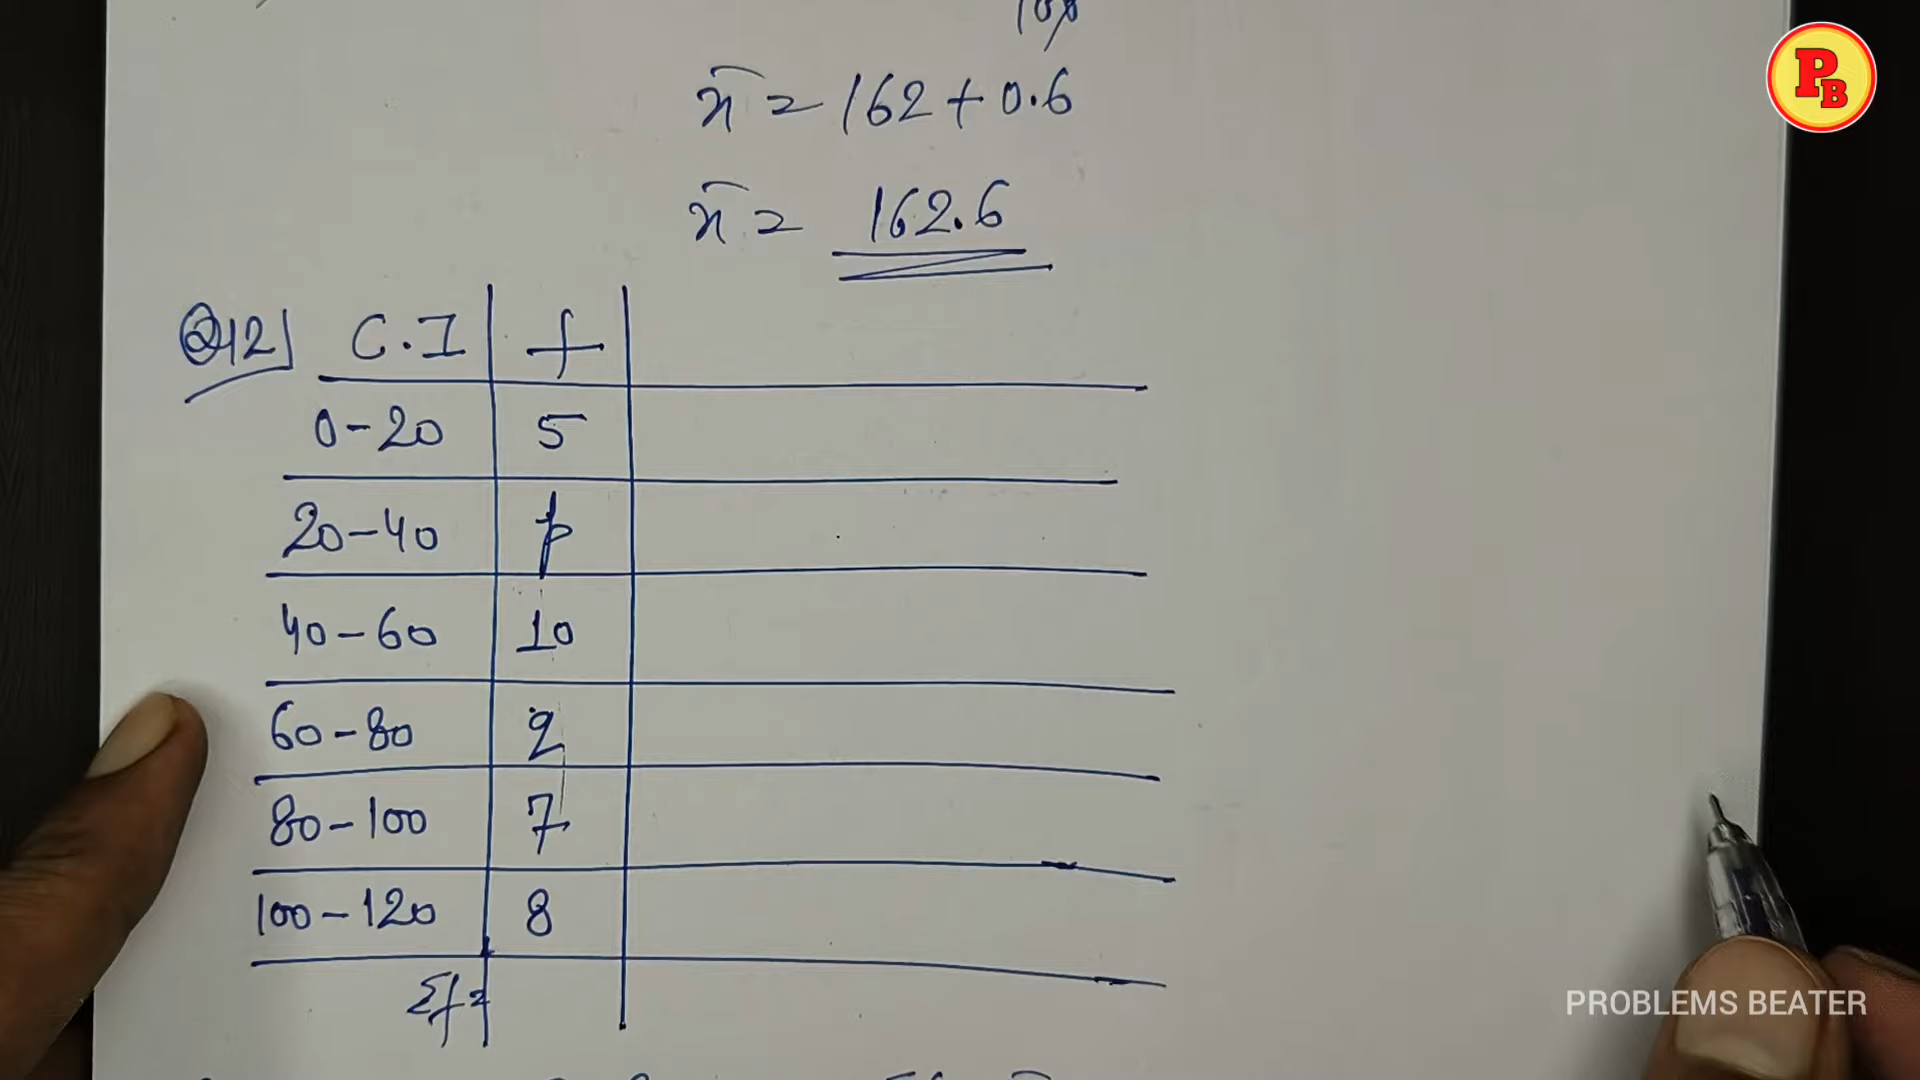 PB
x̄ = 162 + 0.6
x̄ = 162.6
Q12] C.I f
0-20 5
20-40 p
40-60 10
60-80 q
80-100 7
100-120 8
Σf =
PROBLEMS BEATER